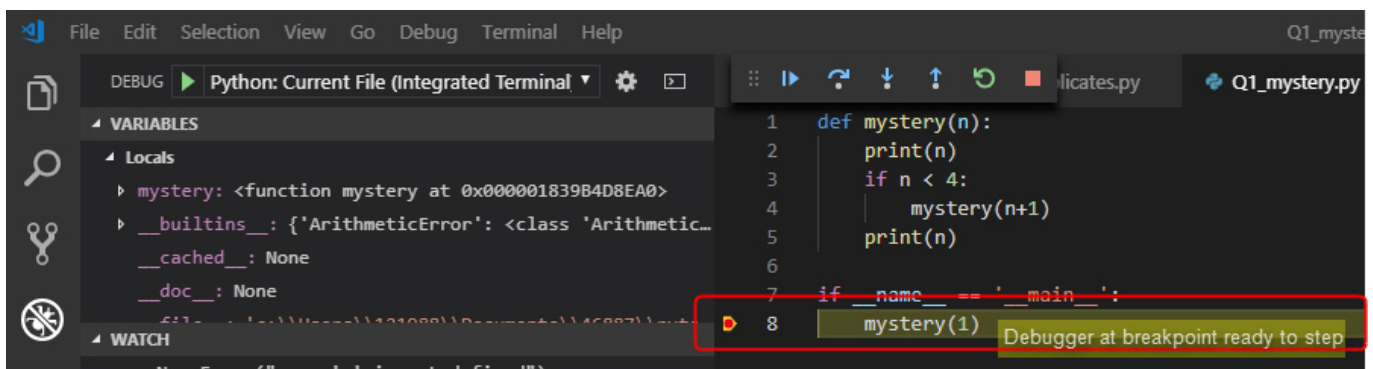 File Edit Selection View Go Debug Terminal Help Q1_myste
DEBUG Python: Current File (Integrated Terminal
licates.py Q1_mystery.py
VARIABLES
Locals
mystery: <function mystery at 0x000001839B4D8EA0>
__builtins__: {'ArithmeticError': <class 'Arithmetic…
__cached__: None
__doc__: None
WATCH
1 def mystery(n):
2 print(n)
3 if n < 4:
4 mystery(n+1)
5 print(n)
6
7 if __name__ == '__main__':
8 mystery(1)
Debugger at breakpoint ready to step